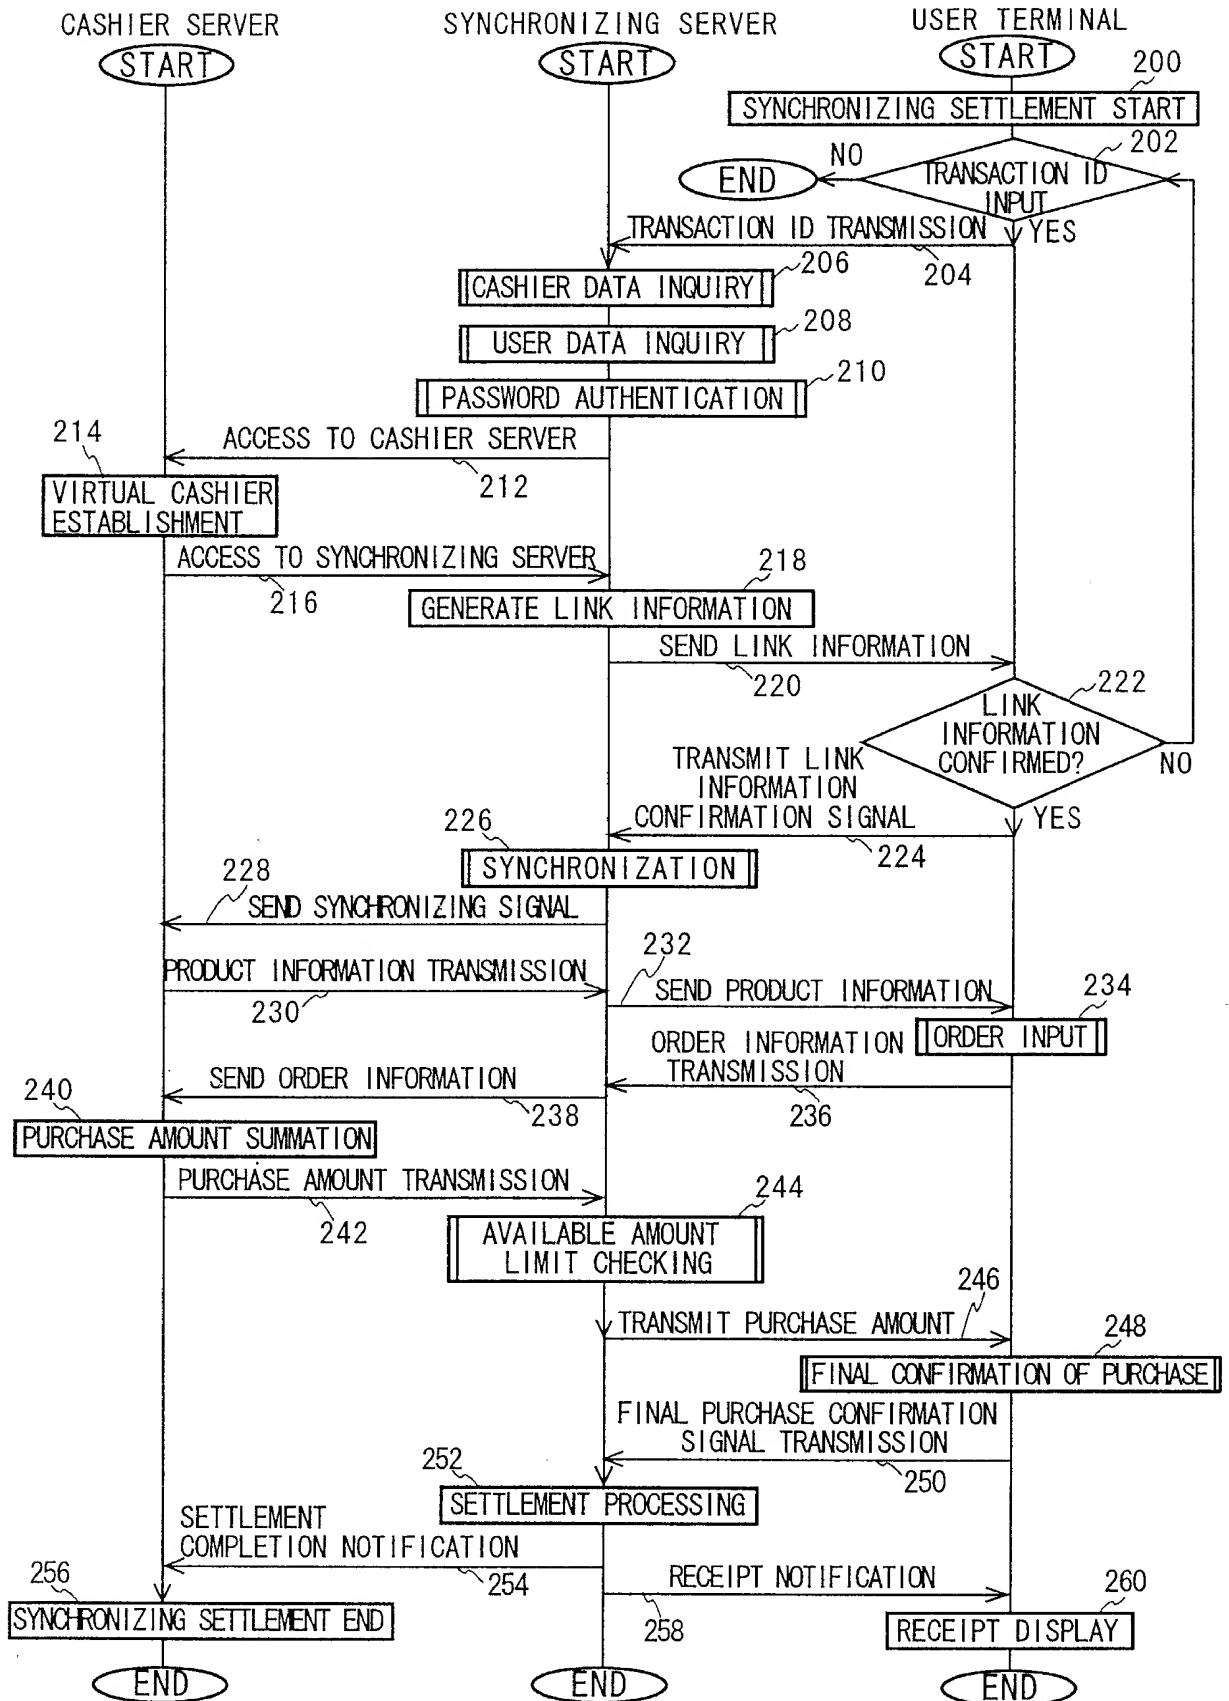 CASHIER SERVER
SYNCHRONIZING SERVER
USER TERMINAL
START
START
START
200
SYNCHRONIZING SETTLEMENT START
202
NO
END
TRANSACTION ID
INPUT
TRANSACTION ID TRANSMISSION
YES
204
206
CASHIER DATA INQUIRY
208
USER DATA INQUIRY
210
PASSWORD AUTHENTICATION
214
ACCESS TO CASHIER SERVER
212
VIRTUAL CASHIER
ESTABLISHMENT
ACCESS TO SYNCHRONIZING SERVER
216
218
GENERATE LINK INFORMATION
SEND LINK INFORMATION
220
222
LINK
INFORMATION
CONFIRMED?
NO
TRANSMIT LINK
INFORMATION
CONFIRMATION SIGNAL
YES
224
226
SYNCHRONIZATION
228
SEND SYNCHRONIZING SIGNAL
PRODUCT INFORMATION TRANSMISSION
230
232
SEND PRODUCT INFORMATION
234
ORDER INPUT
ORDER INFORMATION
TRANSMISSION
236
SEND ORDER INFORMATION
238
240
PURCHASE AMOUNT SUMMATION
PURCHASE AMOUNT TRANSMISSION
242
244
AVAILABLE AMOUNT
LIMIT CHECKING
246
TRANSMIT PURCHASE AMOUNT
248
FINAL CONFIRMATION OF PURCHASE
FINAL PURCHASE CONFIRMATION
SIGNAL TRANSMISSION
250
252
SETTLEMENT PROCESSING
SETTLEMENT
COMPLETION NOTIFICATION
254
256
SYNCHRONIZING SETTLEMENT END
RECEIPT NOTIFICATION
258
260
RECEIPT DISPLAY
END
END
END